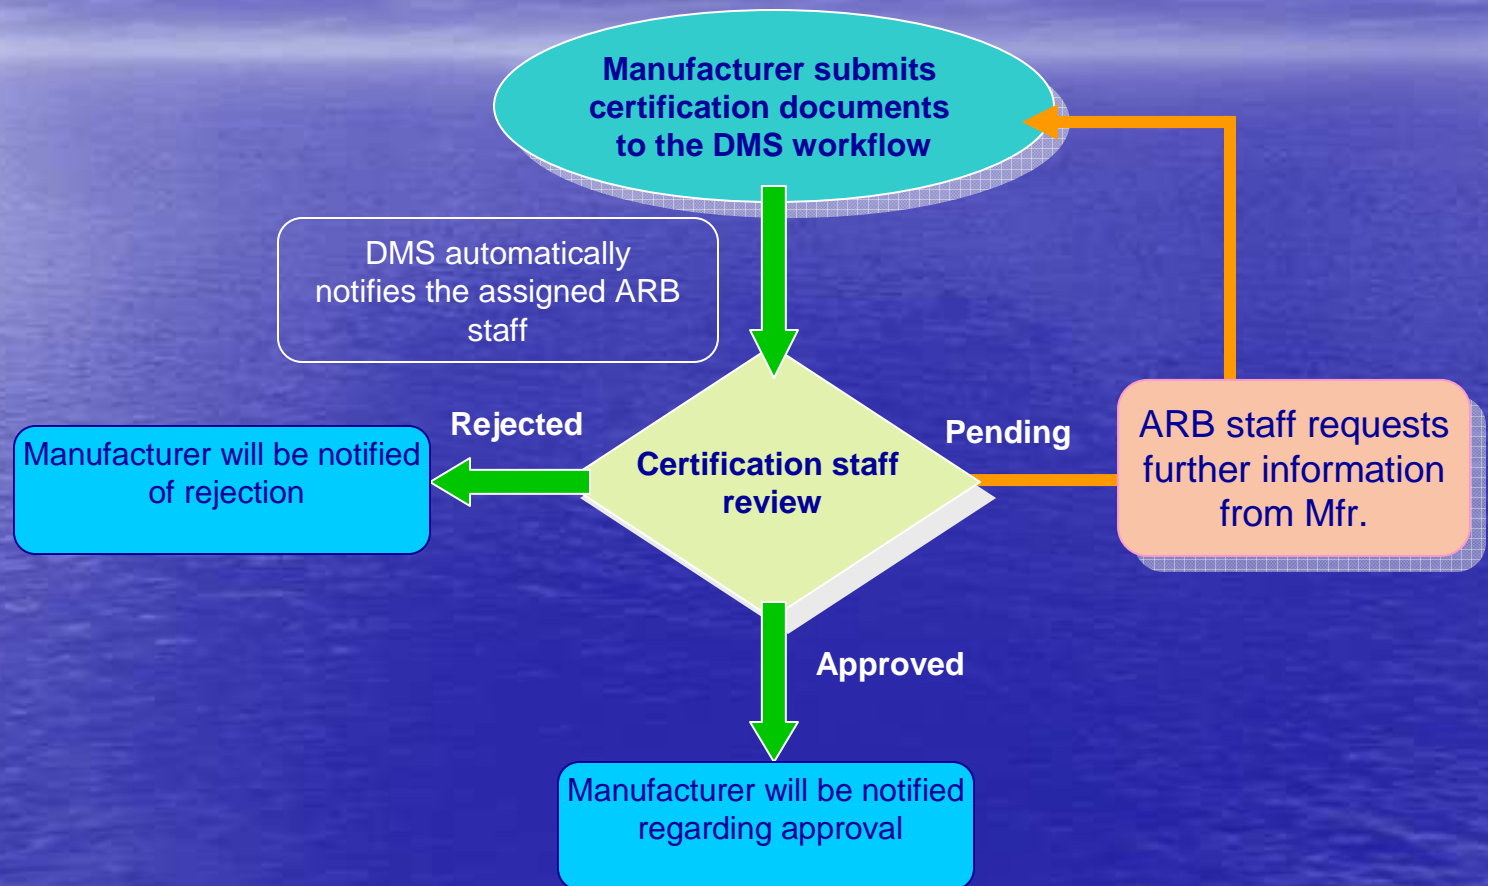 Manufacturer submits
certification documents
to the DMS workflow
DMS automatically
notifies the assigned ARB
staff
Rejected
Manufacturer will be notified
of rejection
Certification staff
review
Pending
ARB staff requests
further information
from Mfr.
Approved
Manufacturer will be notified
regarding approval